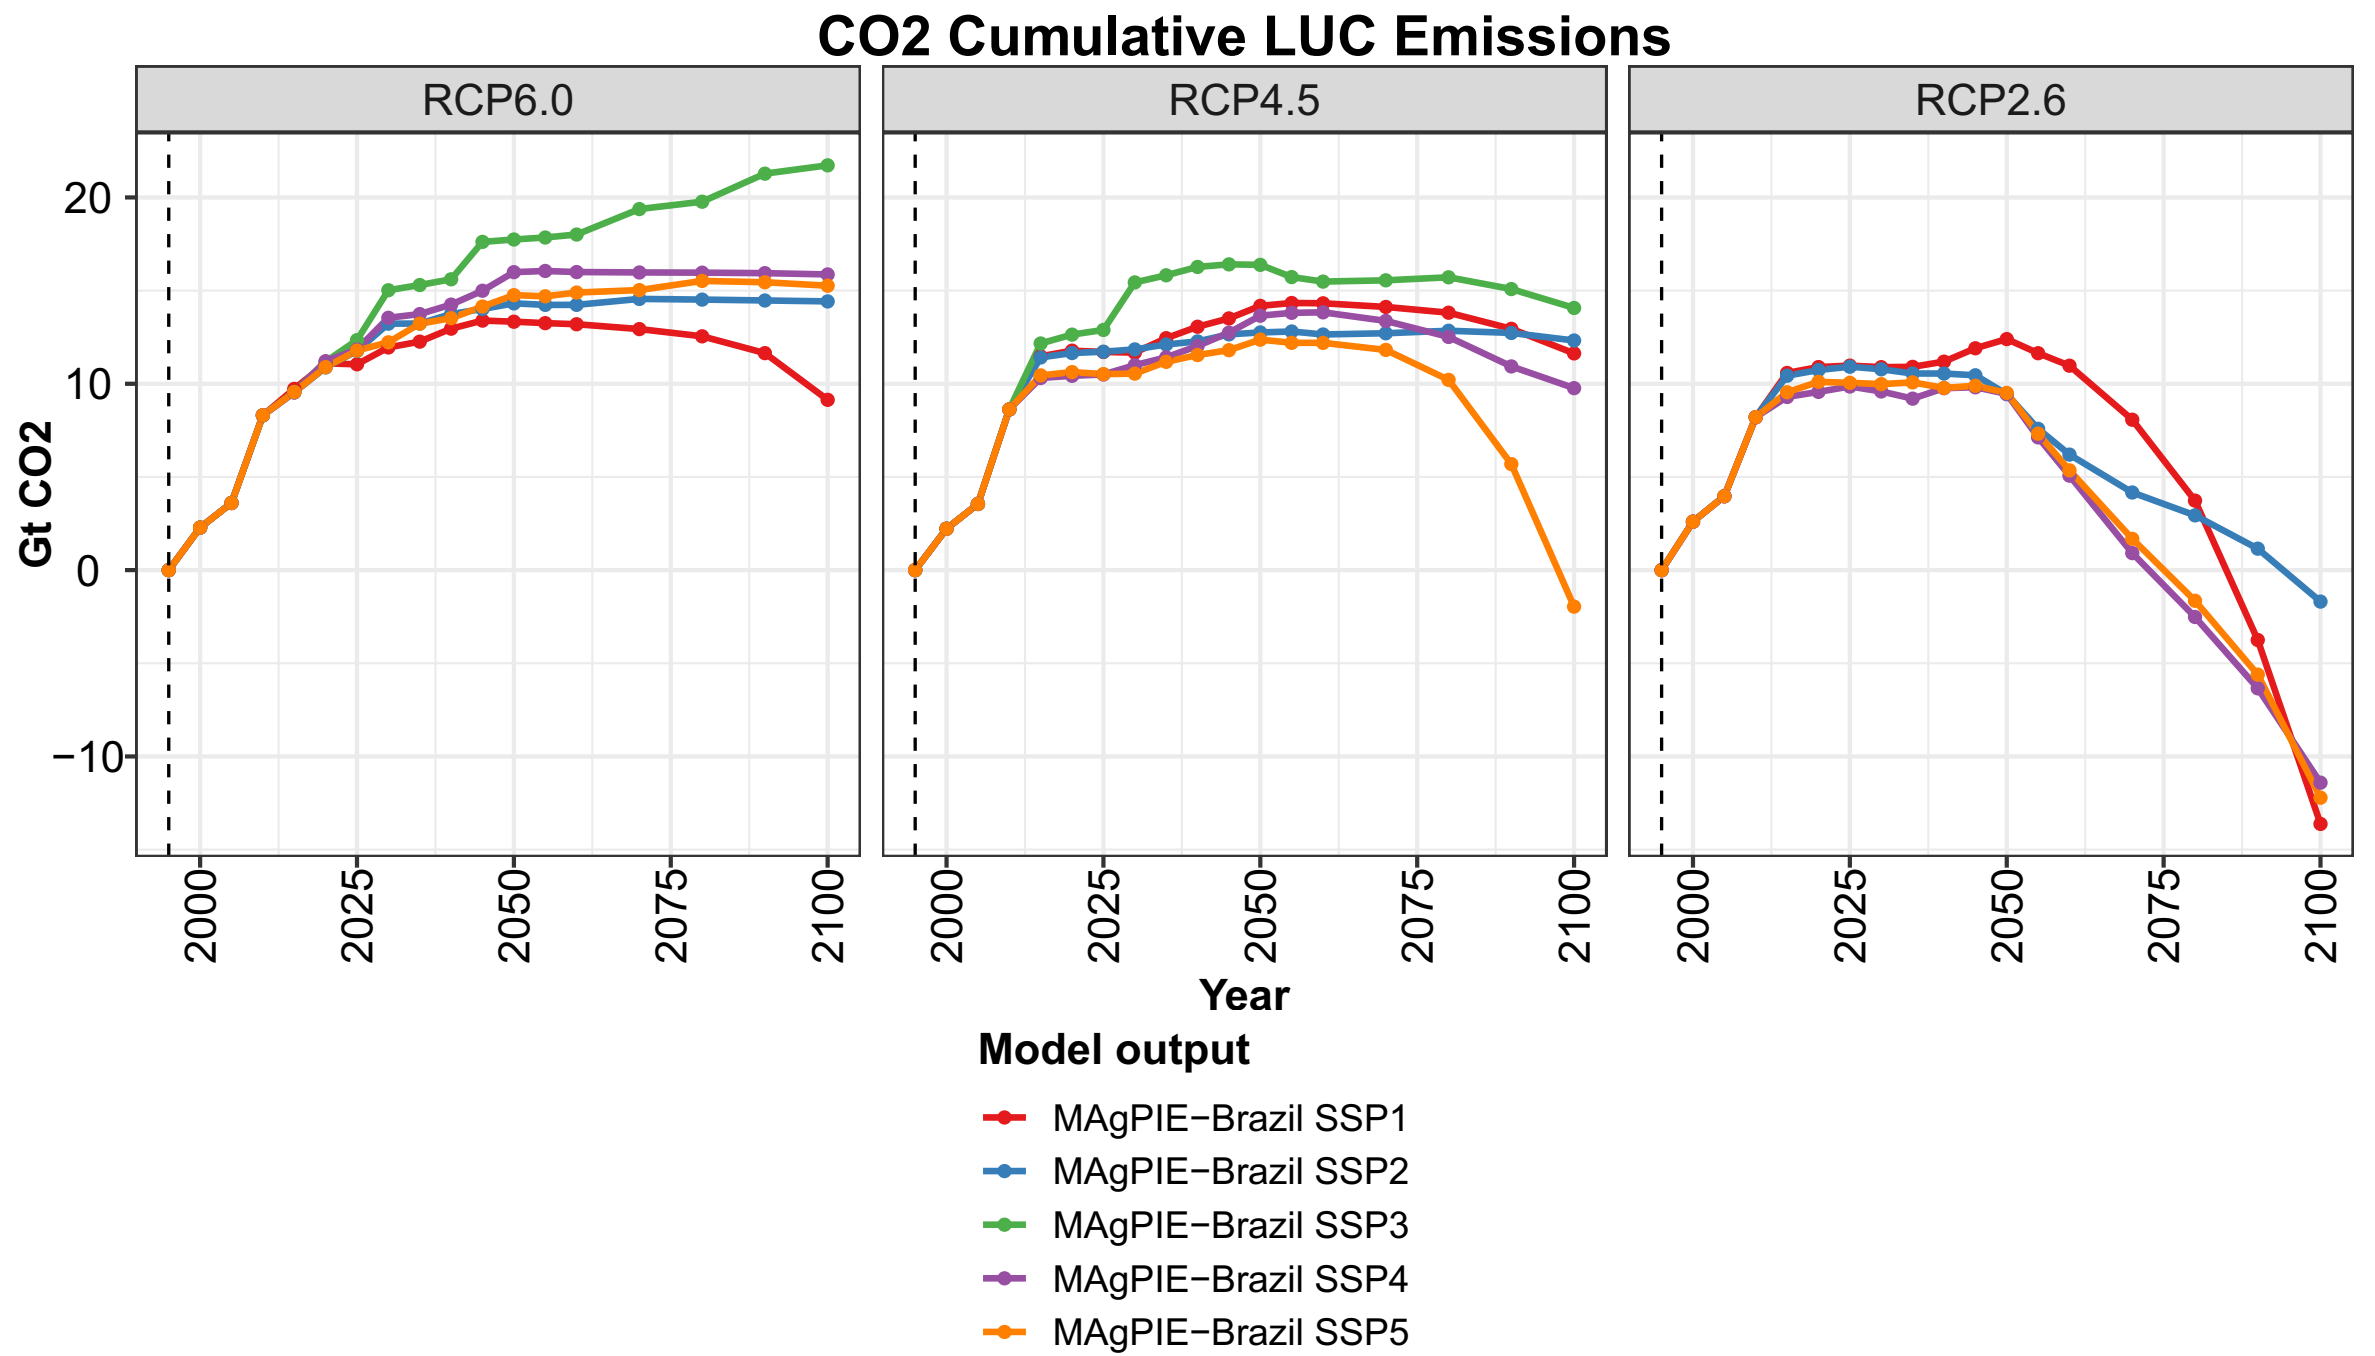 CO2 Cumulative LUC Emissions
RCP6.0 RCP4.5 RCP2.6
Gt CO2
20
10
0
−10
2000 2025 2050 2075 2100 2000 2025 2050 2075 2100 2000 2025 2050 2075 2100
Year
Model output
MAgPIE−Brazil SSP1
MAgPIE−Brazil SSP2
MAgPIE−Brazil SSP3
MAgPIE−Brazil SSP4
MAgPIE−Brazil SSP5